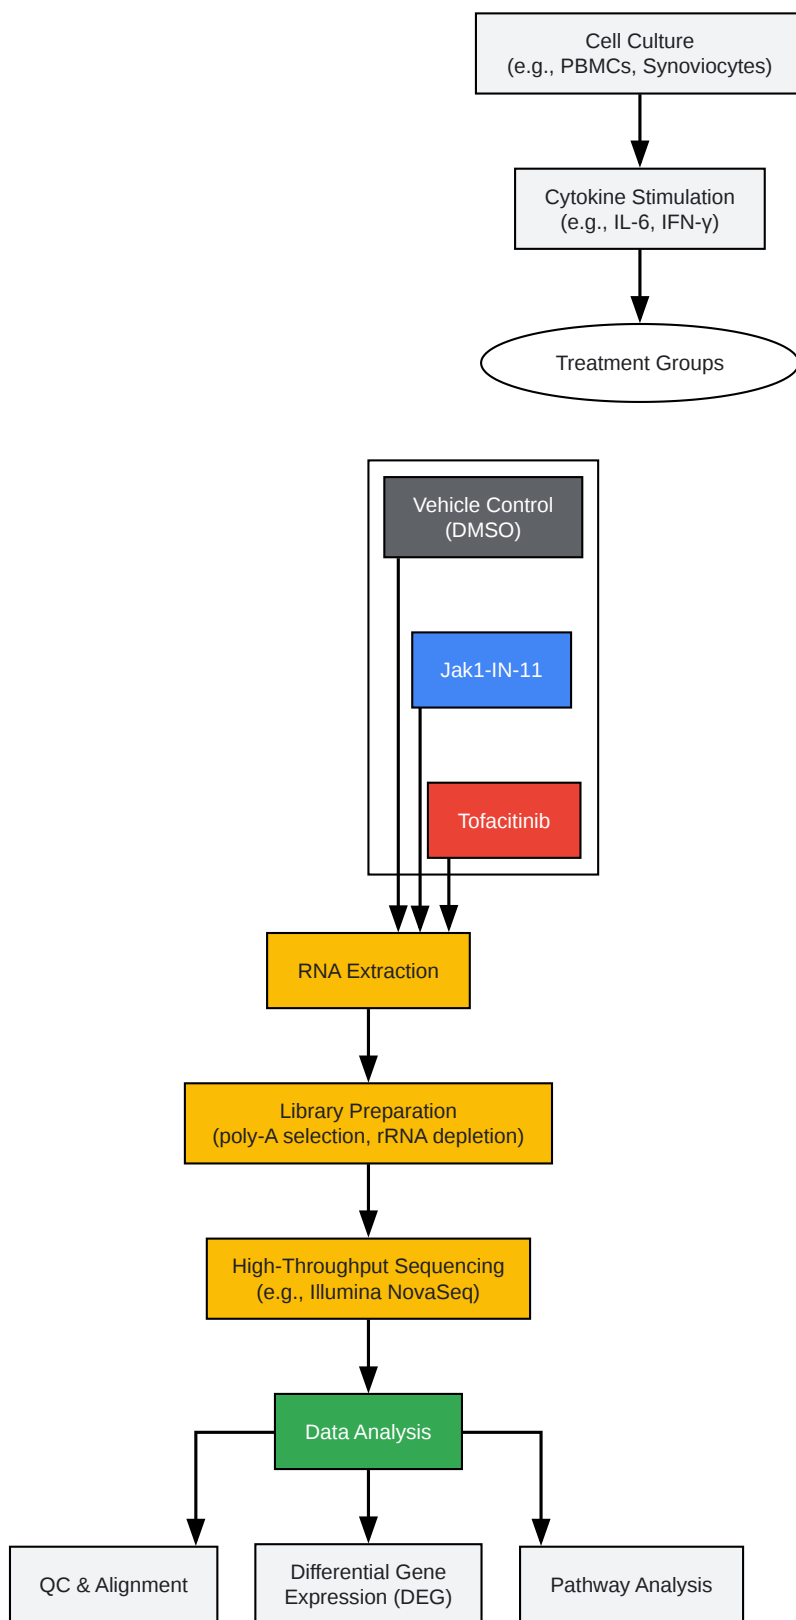 Cell Culture
(e.g., PBMCs, Synoviocytes)
Cytokine Stimulation
(e.g., IL-6, IFN-γ)
Treatment Groups
Vehicle Control
(DMSO)
Jak1-IN-11
Tofacitinib
RNA Extraction
Library Preparation
(poly-A selection, rRNA depletion)
High-Throughput Sequencing
(e.g., Illumina NovaSeq)
Data Analysis
QC & Alignment
Differential Gene
Expression (DEG)
Pathway Analysis